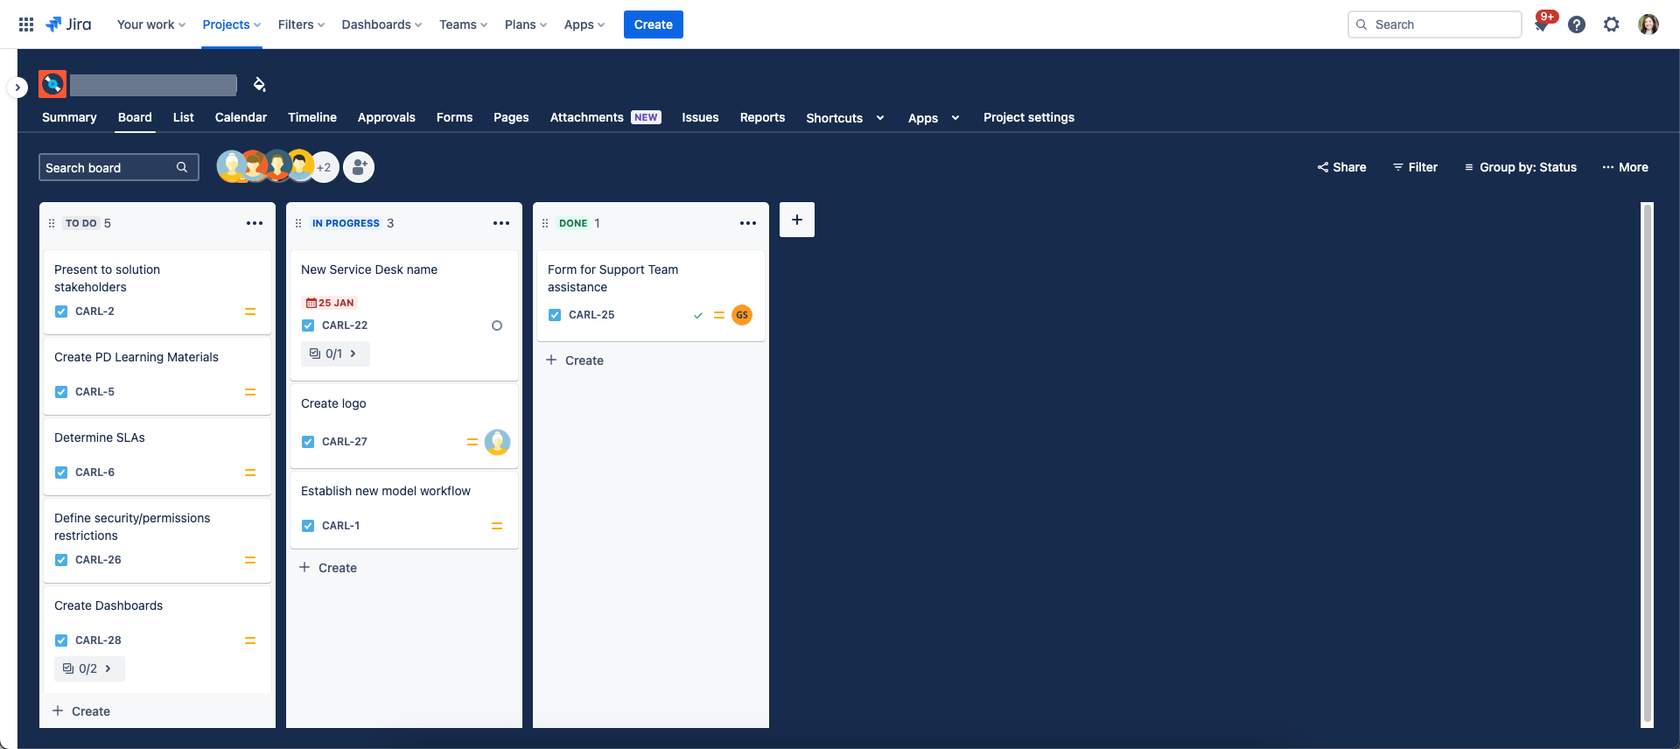 Jira Your work Projects Filters Dashboards Teams Plans Apps Create Search 9+
Summary Board List Calendar Timeline Approvals Forms Pages Attachments NEW Issues Reports Shortcuts Apps Project settings
Search board +2 Share Filter Group by: Status More
TO DO 5
Present to solution
stakeholders
CARL-2
Create PD Learning Materials
CARL-5
Determine SLAs
CARL-6
Define security/permissions
restrictions
CARL-26
Create Dashboards
CARL-28
0/2
Create
IN PROGRESS 3
New Service Desk name
25 JAN
CARL-22
0/1
Create logo
CARL-27
Establish new model workflow
CARL-1
Create
DONE 1
Form for Support Team
assistance
CARL-25 GS
Create